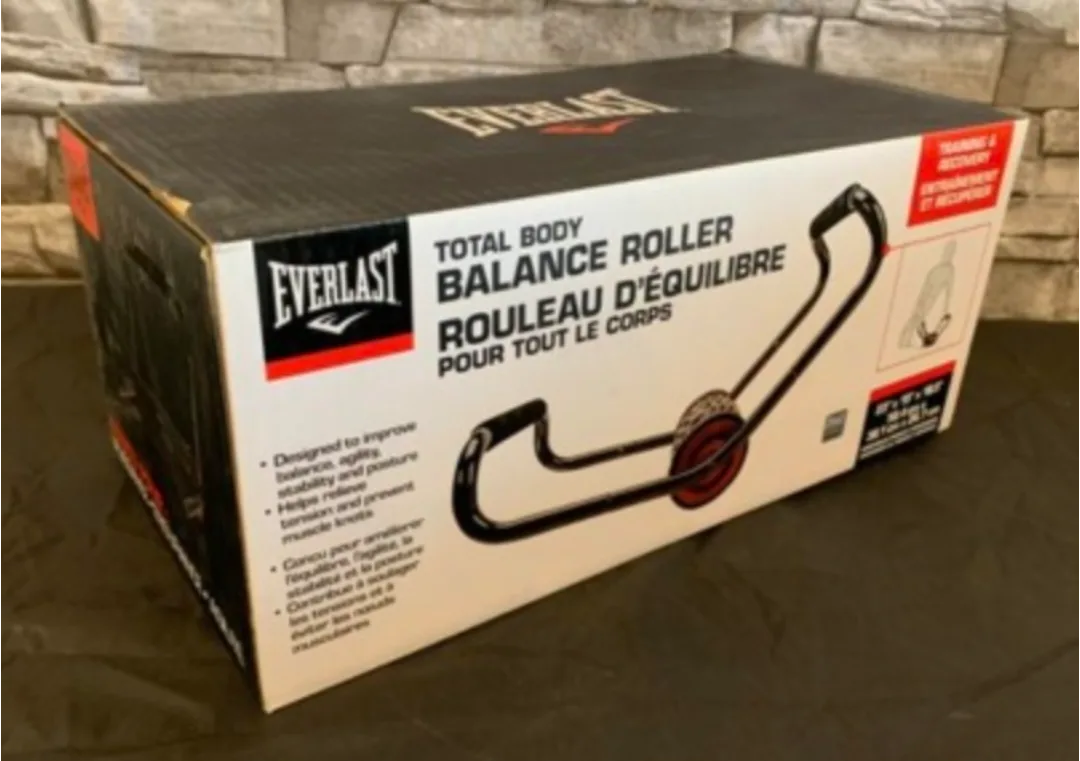 EVERLAST
EVERLAST
TOTAL BODY
BALANCE ROLLER
ROULEAU D'ÉQUILIBRE
POUR TOUT LE CORPS
TRAINING &
RECOVERY
ENTRAÎNEMENT
ET RÉCUPÉRER
• Designed to improve
balance, agility,
stability and posture
• Helps relieve
tension and prevent
muscle knots
• Concu pour améliorer
l'équilibre, l'agilité, la
stabilité et la posture
• Contribue à soulager
les tensions et à
éviter les nœuds
musculaires